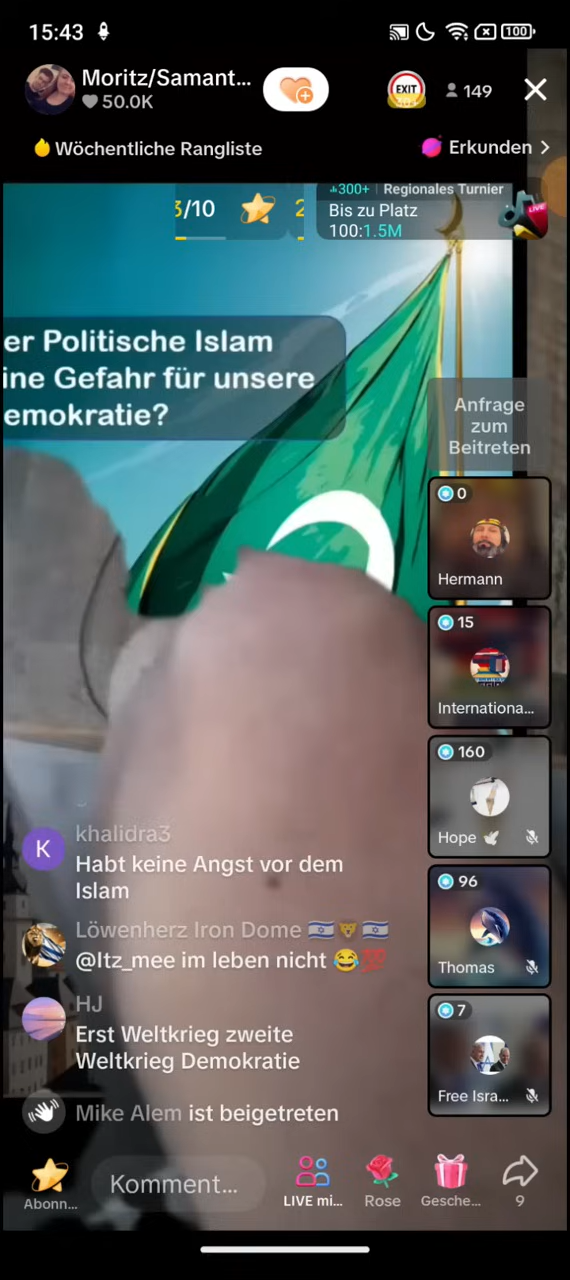 15:43
100
Moritz/Samant...
50.0K
EXIT
149
Wöchentliche Rangliste
Erkunden
3/10
300+ Regionales Turnier
Bis zu Platz
100:1.5M
LIVE
er Politische Islam
ine Gefahr für unsere
emokratie?
Anfrage
zum
Beitreten
0
Hermann
15
Internationa...
160
Hope
96
Thomas
7
Free Isra...
K
khalidra3
Habt keine Angst vor dem
Islam
Löwenherz Iron Dome
@Itz_mee im leben nicht 😂💯
HJ
Erst Weltkrieg zweite
Weltkrieg Demokratie
Mike Alem ist beigetreten
Abonn...
Komment...
LIVE mi...
Rose
Gesche...
9